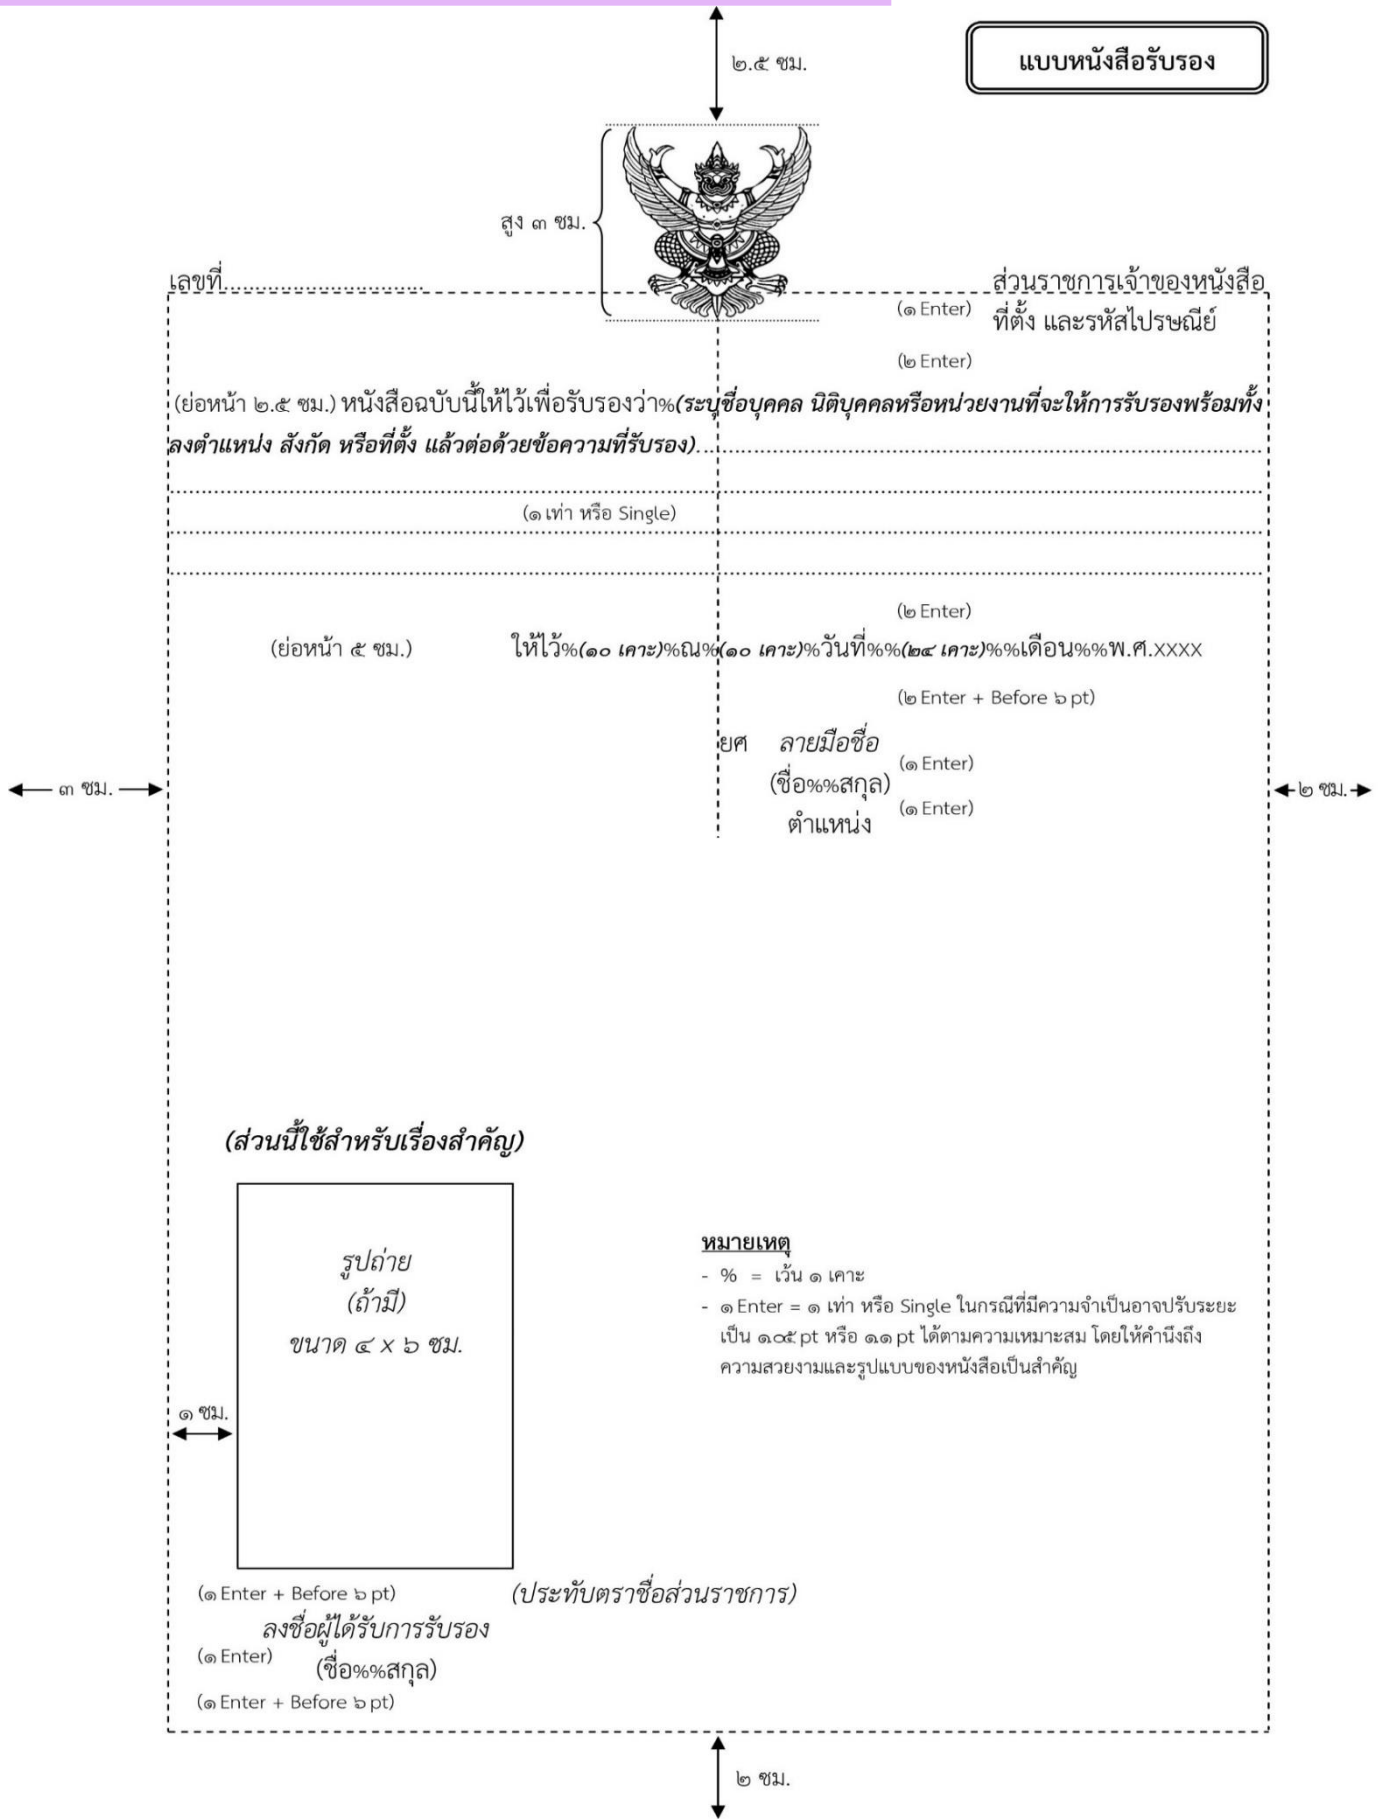 ๒.๕ ซม.
แบบหนังสือรับรอง
สูง ๓ ซม.
เลขที่..............................
ส่วนราชการเจ้าของหนังสือ
(๑ Enter)
ที่ตั้ง และรหัสไปรษณีย์
(๒ Enter)
(ย่อหน้า ๒.๕ ซม.) หนังสือฉบับนี้ให้ไว้เพื่อรับรองว่า%(ระบุชื่อบุคคล นิติบุคคลหรือหน่วยงานที่จะให้การรับรองพร้อมทั้ง
ลงตำแหน่ง สังกัด หรือที่ตั้ง แล้วต่อด้วยข้อความที่รับรอง)..............................
(๑ เท่า หรือ Single)
(๒ Enter)
(ย่อหน้า ๕ ซม.) ให้ไว้%(๑๐ เคาะ)%ณ%(๑๐ เคาะ)%วันที่%%(๒๔ เคาะ)%%เดือน%%พ.ศ.XXXX
(๒ Enter + Before ๖ pt)
ยศ ลายมือชื่อ
(๑ Enter)
(ชื่อ%%สกุล)
(๑ Enter)
ตำแหน่ง
๓ ซม.
๒ ซม.
(ส่วนนี้ใช้สำหรับเรื่องสำคัญ)
รูปถ่าย
(ถ้ามี)
ขนาด ๔ x ๖ ซม.
๑ ซม.
หมายเหตุ
- % = เว้น ๑ เคาะ
- ๑ Enter = ๑ เท่า หรือ Single ในกรณีที่มีความจำเป็นอาจปรับระยะ
เป็น ๑.๐๕ pt หรือ ๑.๑ pt ได้ตามความเหมาะสม โดยให้คำนึงถึง
ความสวยงามและรูปแบบของหนังสือเป็นสำคัญ
(๑ Enter + Before ๖ pt)
(ประทับตราชื่อส่วนราชการ)
ลงชื่อผู้ได้รับการรับรอง
(๑ Enter)
(ชื่อ%%สกุล)
(๑ Enter + Before ๖ pt)
๒ ซม.